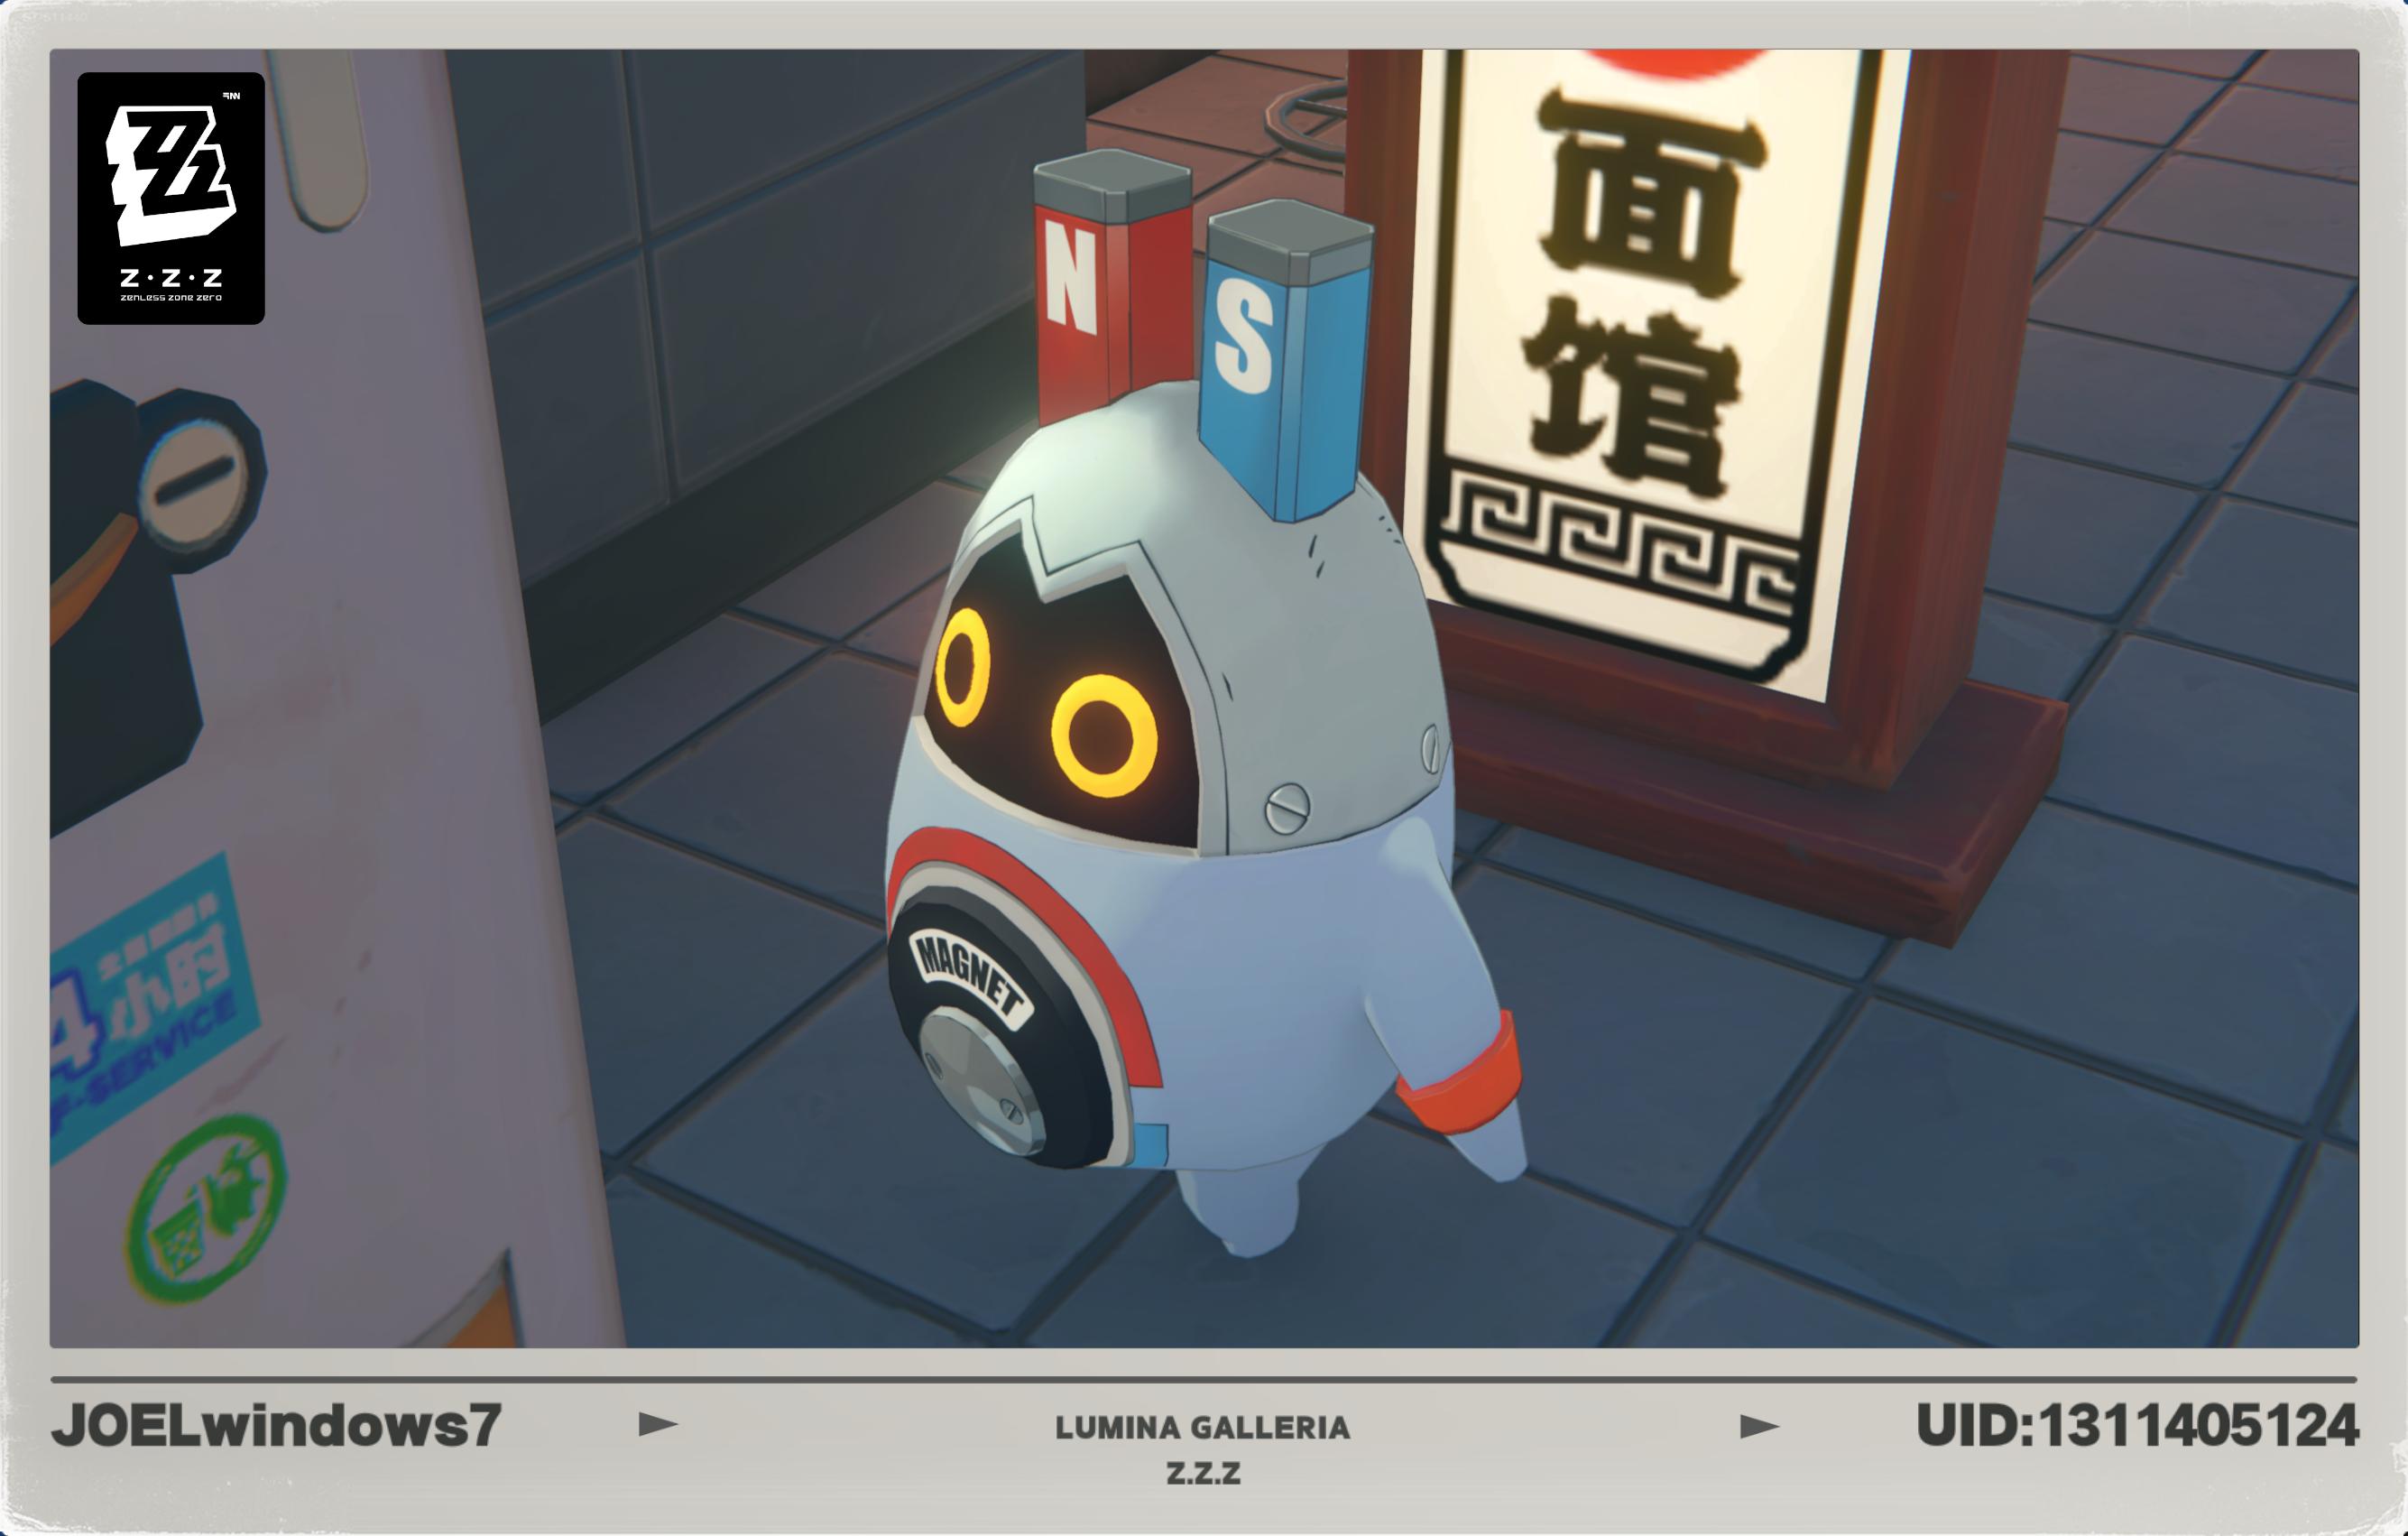 Z·Z·Z
ZENLESS ZONE ZERO
N
S
面
馆
MAGNET
4小时
F-SERVICE
JOELwindows7
LUMINA GALLERIA
Z.Z.Z
UID:1311405124